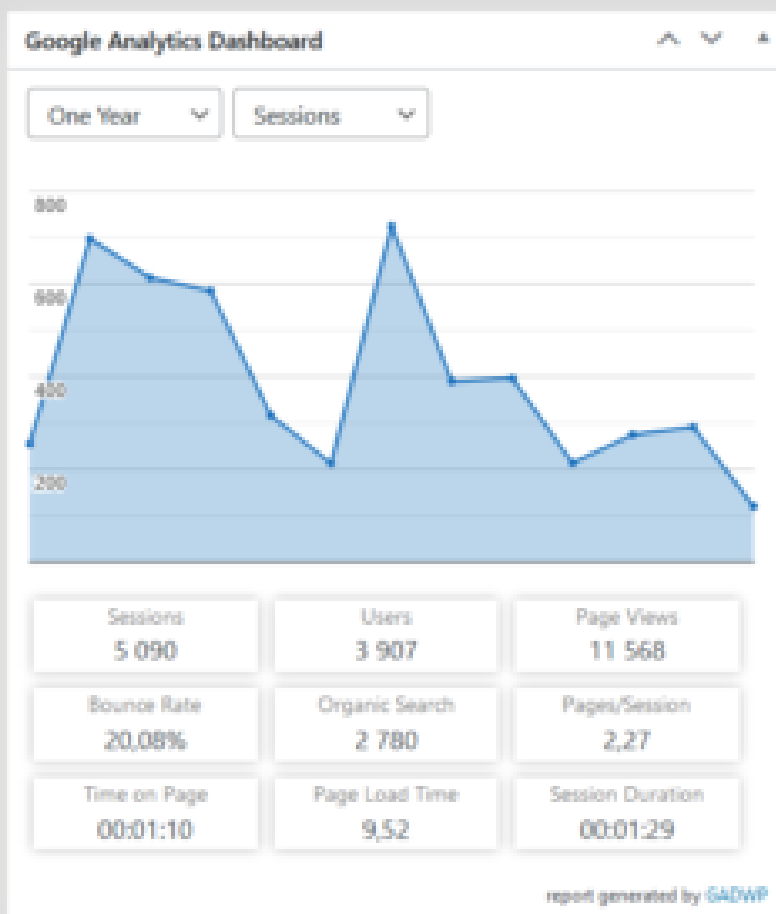 Google Analytics Dashboard
One Year Sessions
800
600
400
200
Sessions Users Page Views
5 090 3 907 11 568
Bounce Rate Organic Search Pages/Session
20,08% 2 780 2,27
Time on Page Page Load Time Session Duration
00:01:10 9,52 00:01:29
report generated by GADWP